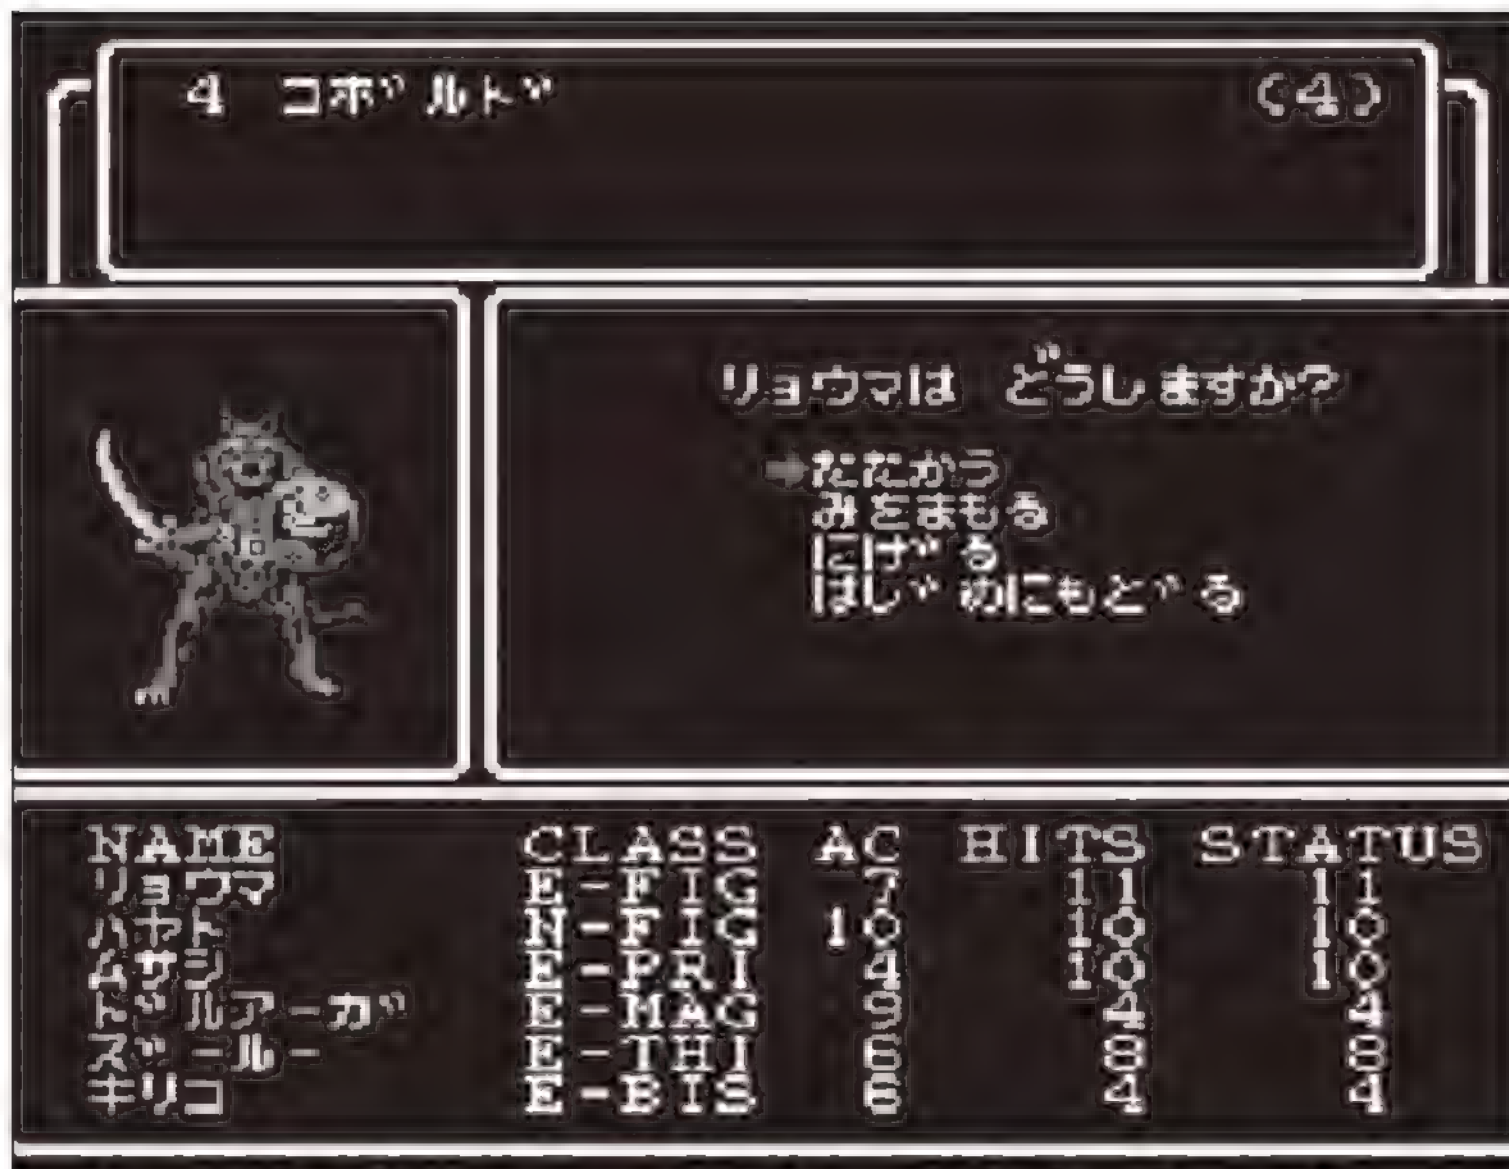 4 コボルド (4)
リョウマは どうしますか?
たたかう
みをまもる
にげる
はじめにもどる
NAME CLASS AC HITS STATUS
リョウマ E-FIG 7 11 11
ハヤト N-FIG 10 10 10
ムサシ E-PRI 4 10 10
ドルアーガ E-MAG 9 4 4
ズールー E-THI 6 8 8
キリコ E-BIS 6 4 4